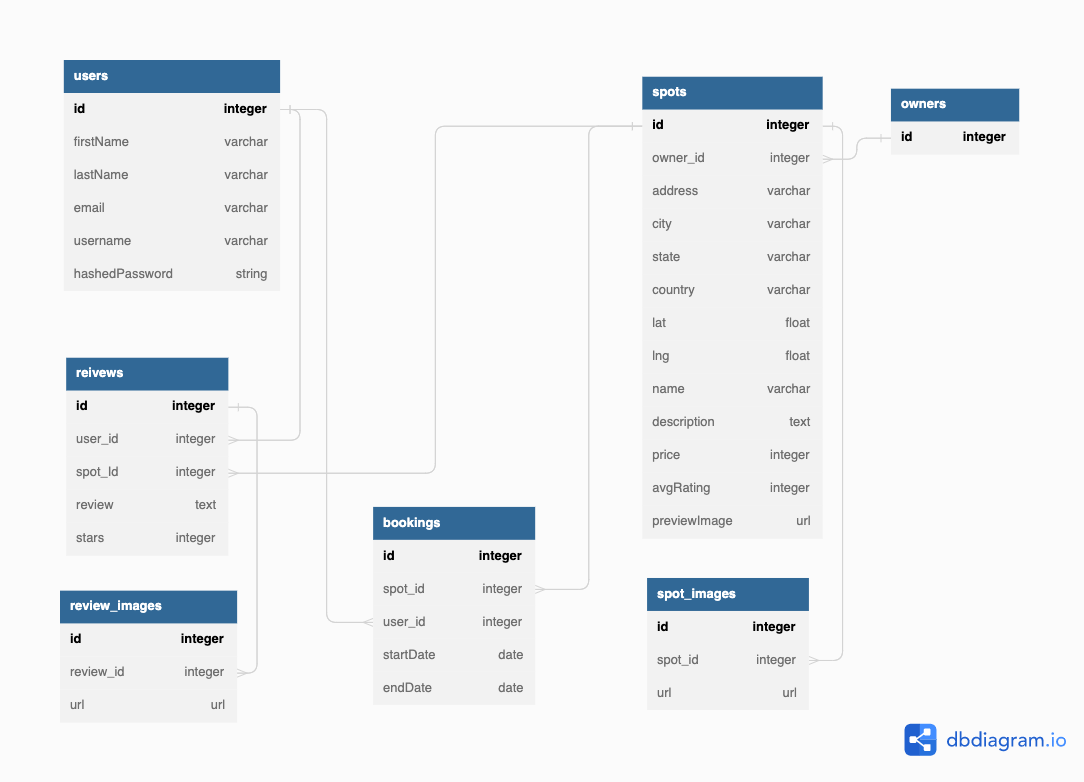 users
id integer
firstName varchar
lastName varchar
email varchar
username varchar
hashedPassword string
reivews
id integer
user_id integer
spot_Id integer
review text
stars integer
review_images
id integer
review_id integer
url url
bookings
id integer
spot_id integer
user_id integer
startDate date
endDate date
spots
id integer
owner_id integer
address varchar
city varchar
state varchar
country varchar
lat float
lng float
name varchar
description text
price integer
avgRating integer
previewImage url
spot_images
id integer
spot_id integer
url url
owners
id integer
dbdiagram.io